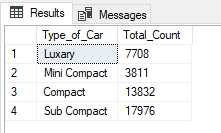 Results Messages
Type_of_Car Total_Count
1 Luxary 7708
2 Mini Compact 3811
3 Compact 13832
4 Sub Compact 17976